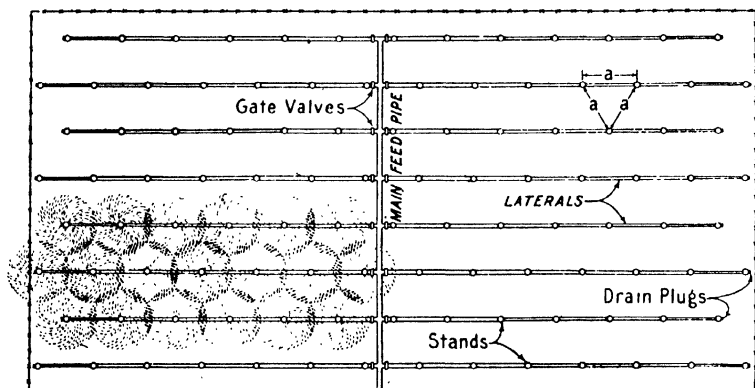 a
a a
Gate Valves
MAIN FEED PIPE
LATERALS
Drain Plugs
Stands